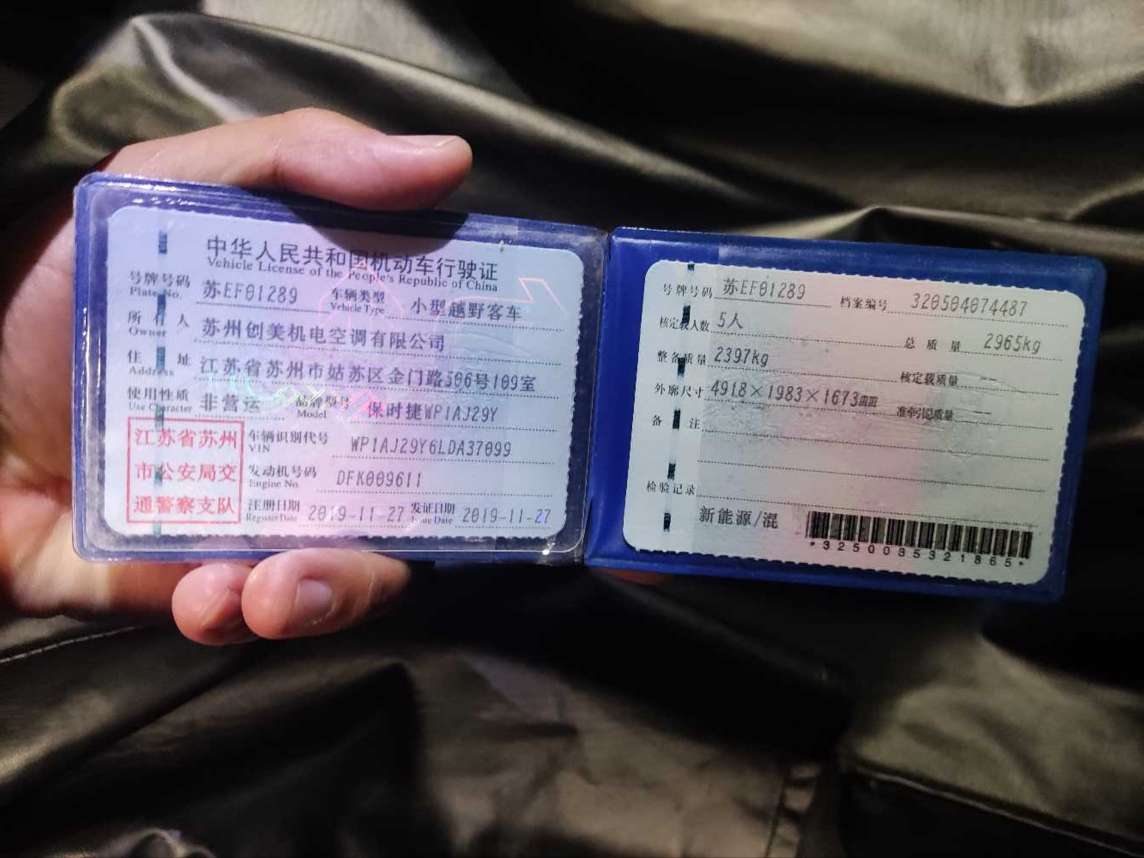 中华人民共和国机动车行驶证
Vehicle License of the People's Republic of China
号牌号码 苏EF01289 车辆类型 小型越野客车
Plate No. Vehicle Type
所有人 苏州创美机电空调有限公司
Owner
住址 江苏省苏州市姑苏区金门路506号109室
Address
使用性质 非营运 品牌型号 保时捷WP1AJ29Y
Use Character Model
江苏省苏州
市公安局交
通警察支队
车辆识别代号 WP1AJ29Y6LDA37099
VIN
发动机号码 DFK009611
Engine No.
注册日期 2019-11-27 发证日期 2019-11-27
Register Date Issue Date
号牌号码 苏EF01289 档案编号 320504074487
核定载人数 5人 总质量 2965kg
整备质量 2397kg 核定载质量
外廓尺寸 4918×1983×1673 准牵引总质量 —
备注
检验记录
新能源/混
*3250035321865*